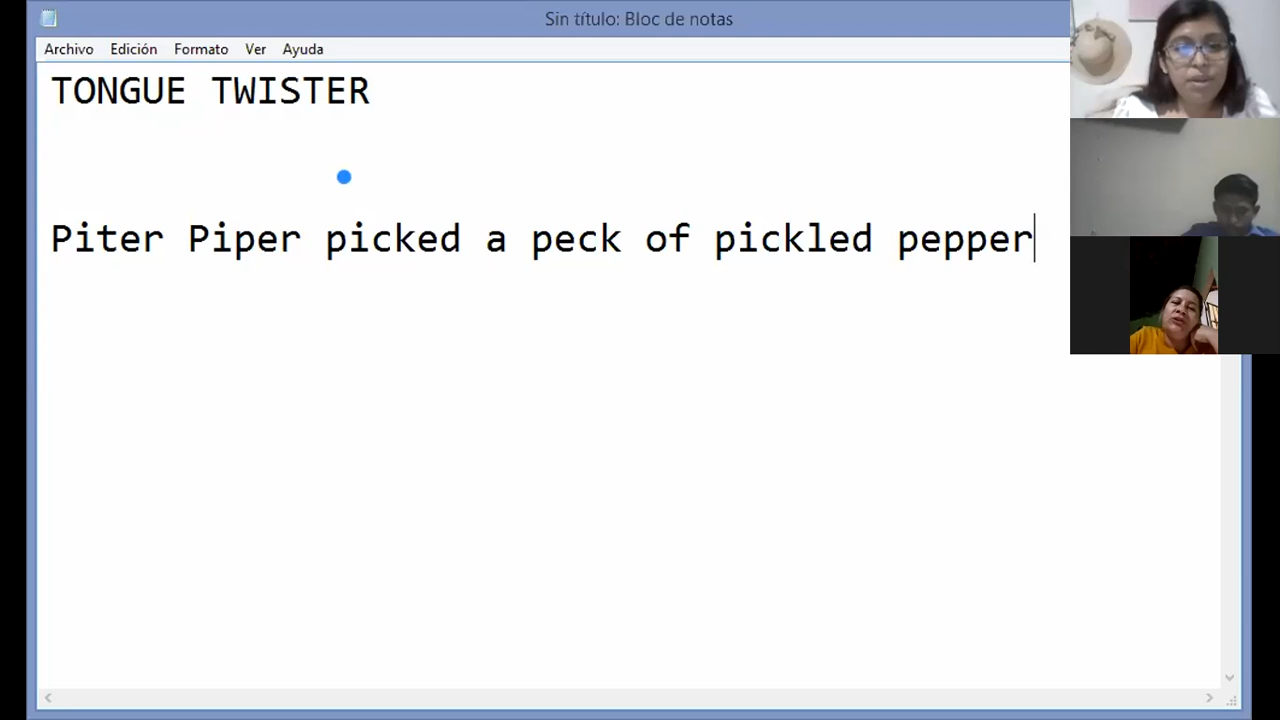 Sin título: Bloc de notas
Archivo Edición Formato Ver Ayuda
TONGUE TWISTER
Piter Piper picked a peck of pickled pepper